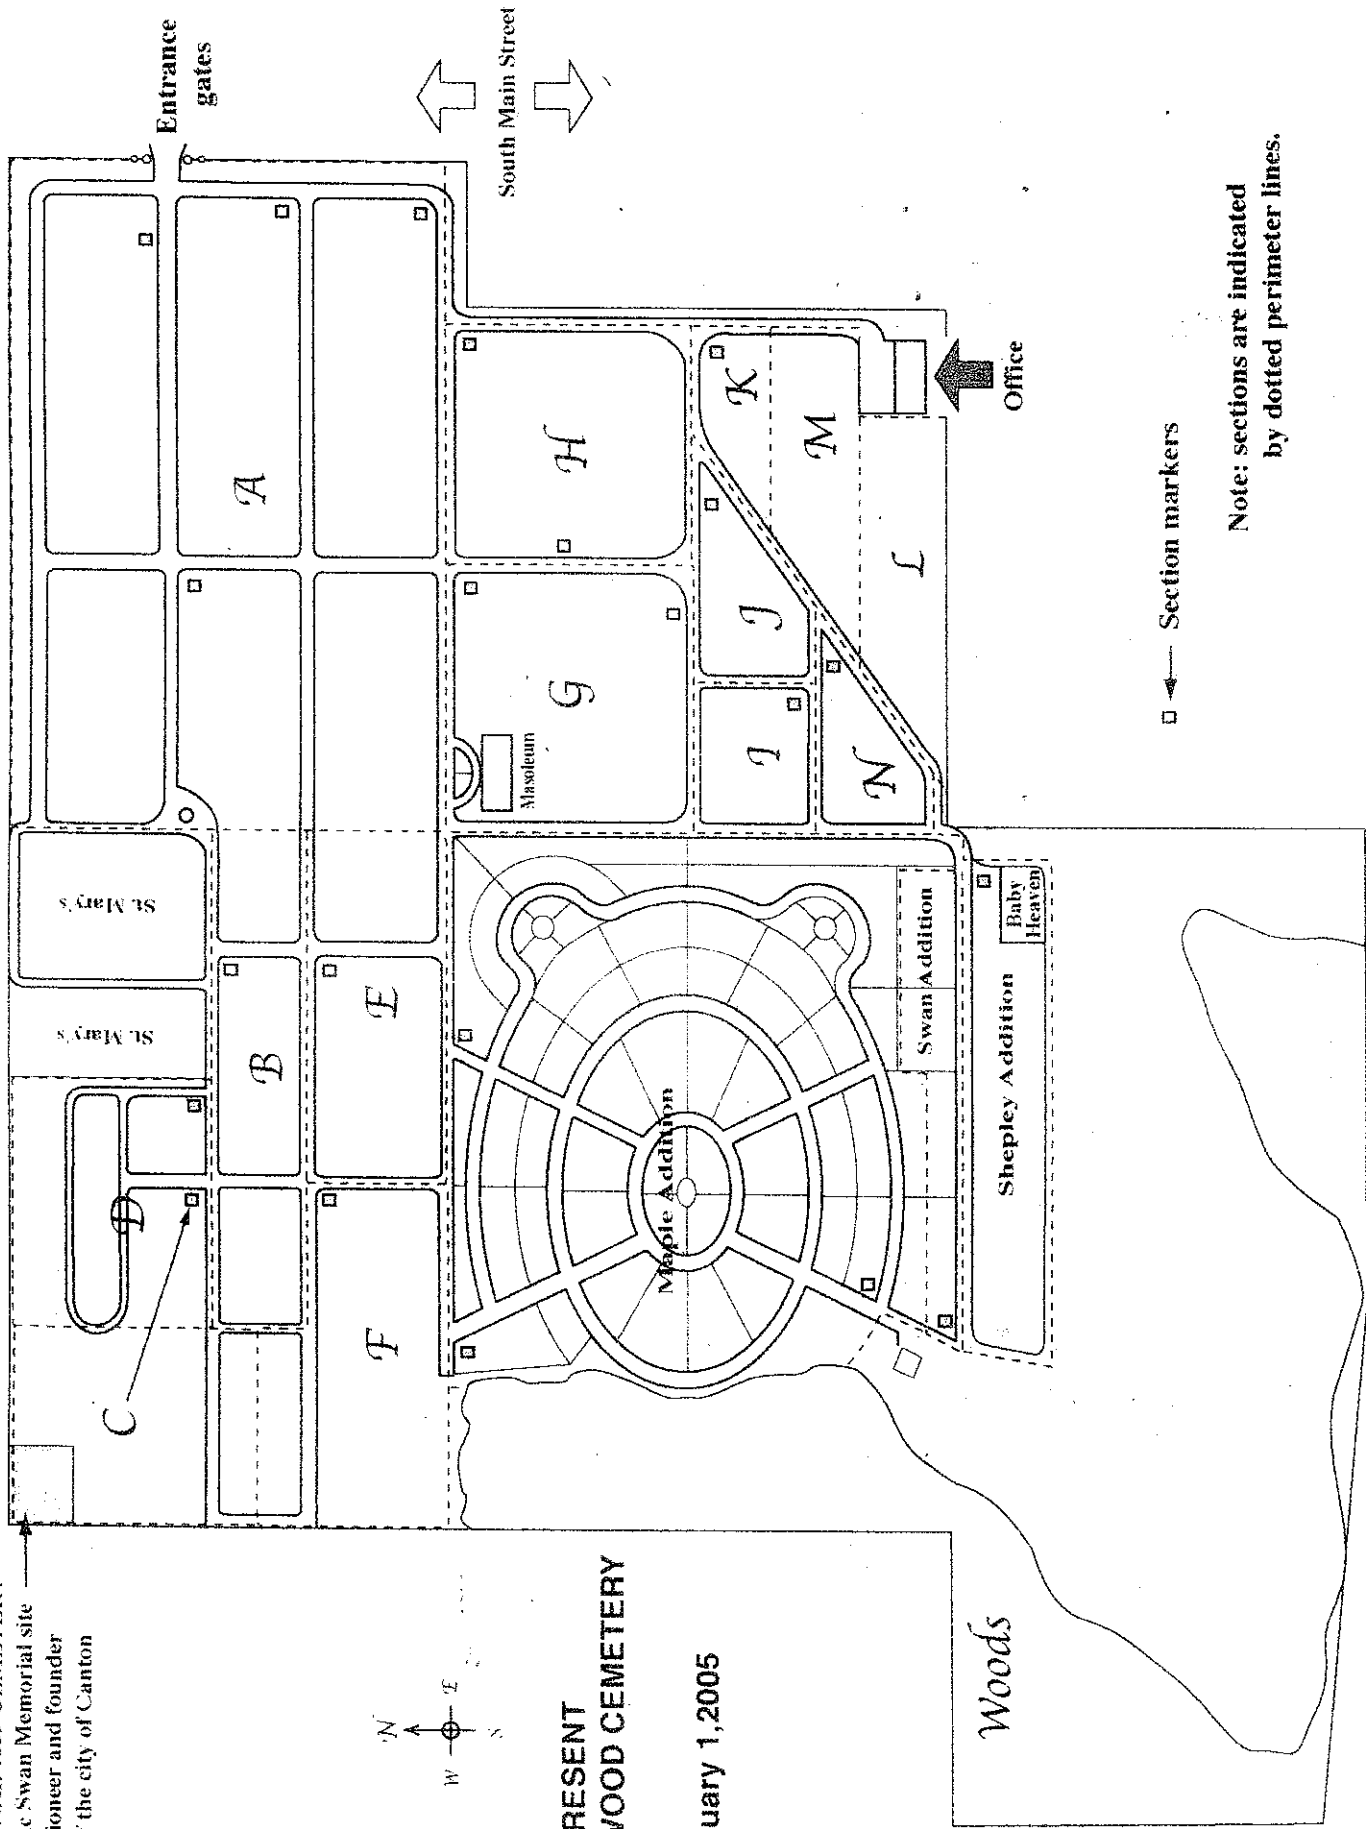 Swan Memorial site
and founder
the city of Canton
Entrance
gates
South Main Street
A
St. Mary's
St. Mary's
B
C
D
E
F
G
Masoleum
H
I
J
K
L
M
N
Office
Maple Addition
Swan Addition
Shepley Addition
Baby
Heaven
Section markers
Note: sections are indicated
by dotted perimeter lines.
N
W
E
S
RESENT
WOOD CEMETERY
uary 1,2005
Woods